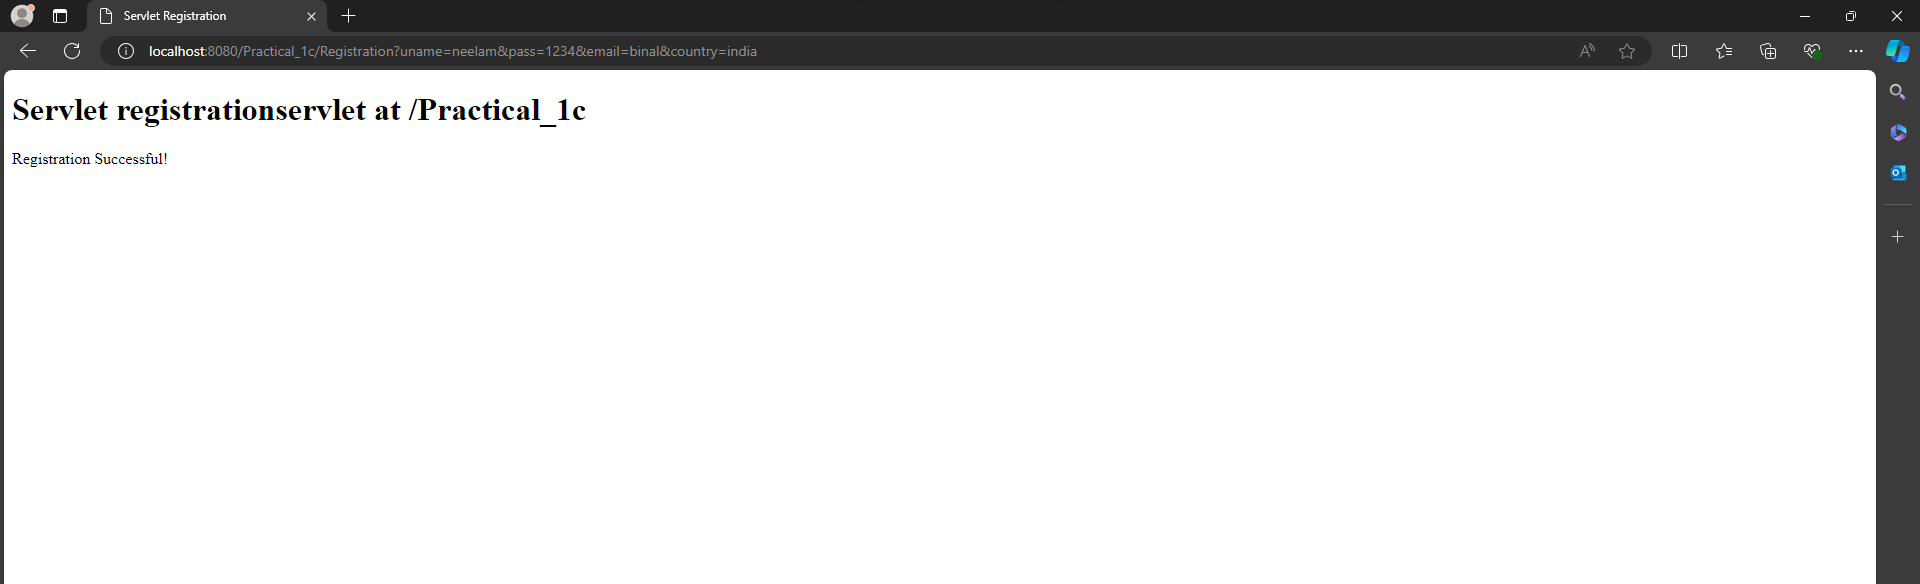 Servlet Registration
localhost:8080/Practical_1c/Registration?uname=neelam&pass=1234&email=binal&country=india
Servlet registrationservlet at /Practical_1c
Registration Successful!